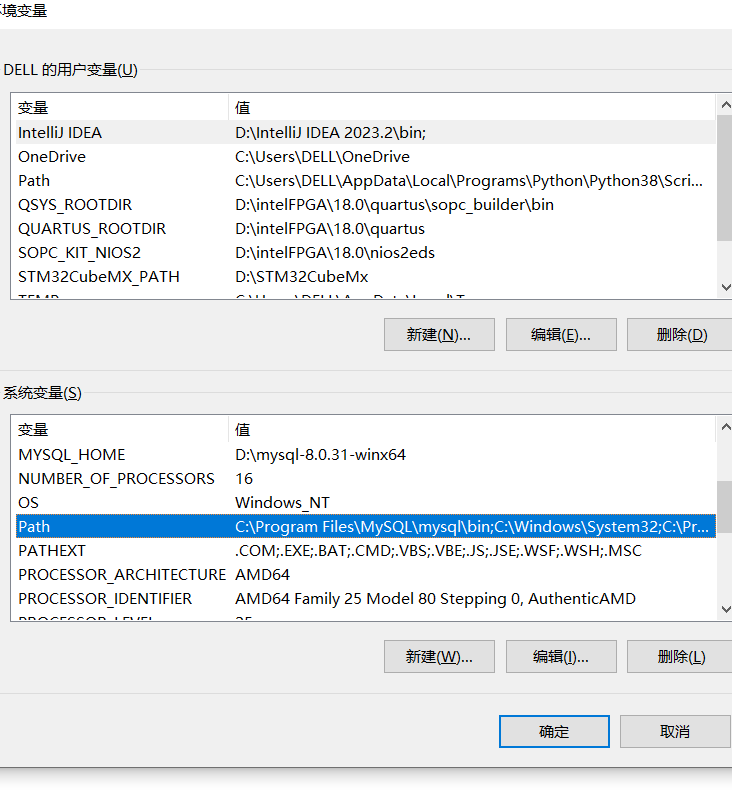 环境变量
DELL 的用户变量(U)
变量 值
IntelliJ IDEA D:\IntelliJ IDEA 2023.2\bin;
OneDrive C:\Users\DELL\OneDrive
Path C:\Users\DELL\AppData\Local\Programs\Python\Python38\Scri...
QSYS_ROOTDIR D:\intelFPGA\18.0\quartus\sopc_builder\bin
QUARTUS_ROOTDIR D:\intelFPGA\18.0\quartus
SOPC_KIT_NIOS2 D:\intelFPGA\18.0\nios2eds
STM32CubeMX_PATH D:\STM32CubeMx
新建(N)... 编辑(E)... 删除(D)
系统变量(S)
变量 值
MYSQL_HOME D:\mysql-8.0.31-winx64
NUMBER_OF_PROCESSORS 16
OS Windows_NT
Path C:\Program Files\MySQL\mysql\bin;C:\Windows\System32;C:\Pr...
PATHEXT .COM;.EXE;.BAT;.CMD;.VBS;.VBE;.JS;.JSE;.WSF;.WSH;.MSC
PROCESSOR_ARCHITECTURE AMD64
PROCESSOR_IDENTIFIER AMD64 Family 25 Model 80 Stepping 0, AuthenticAMD
新建(W)... 编辑(I)... 删除(L)
确定 取消